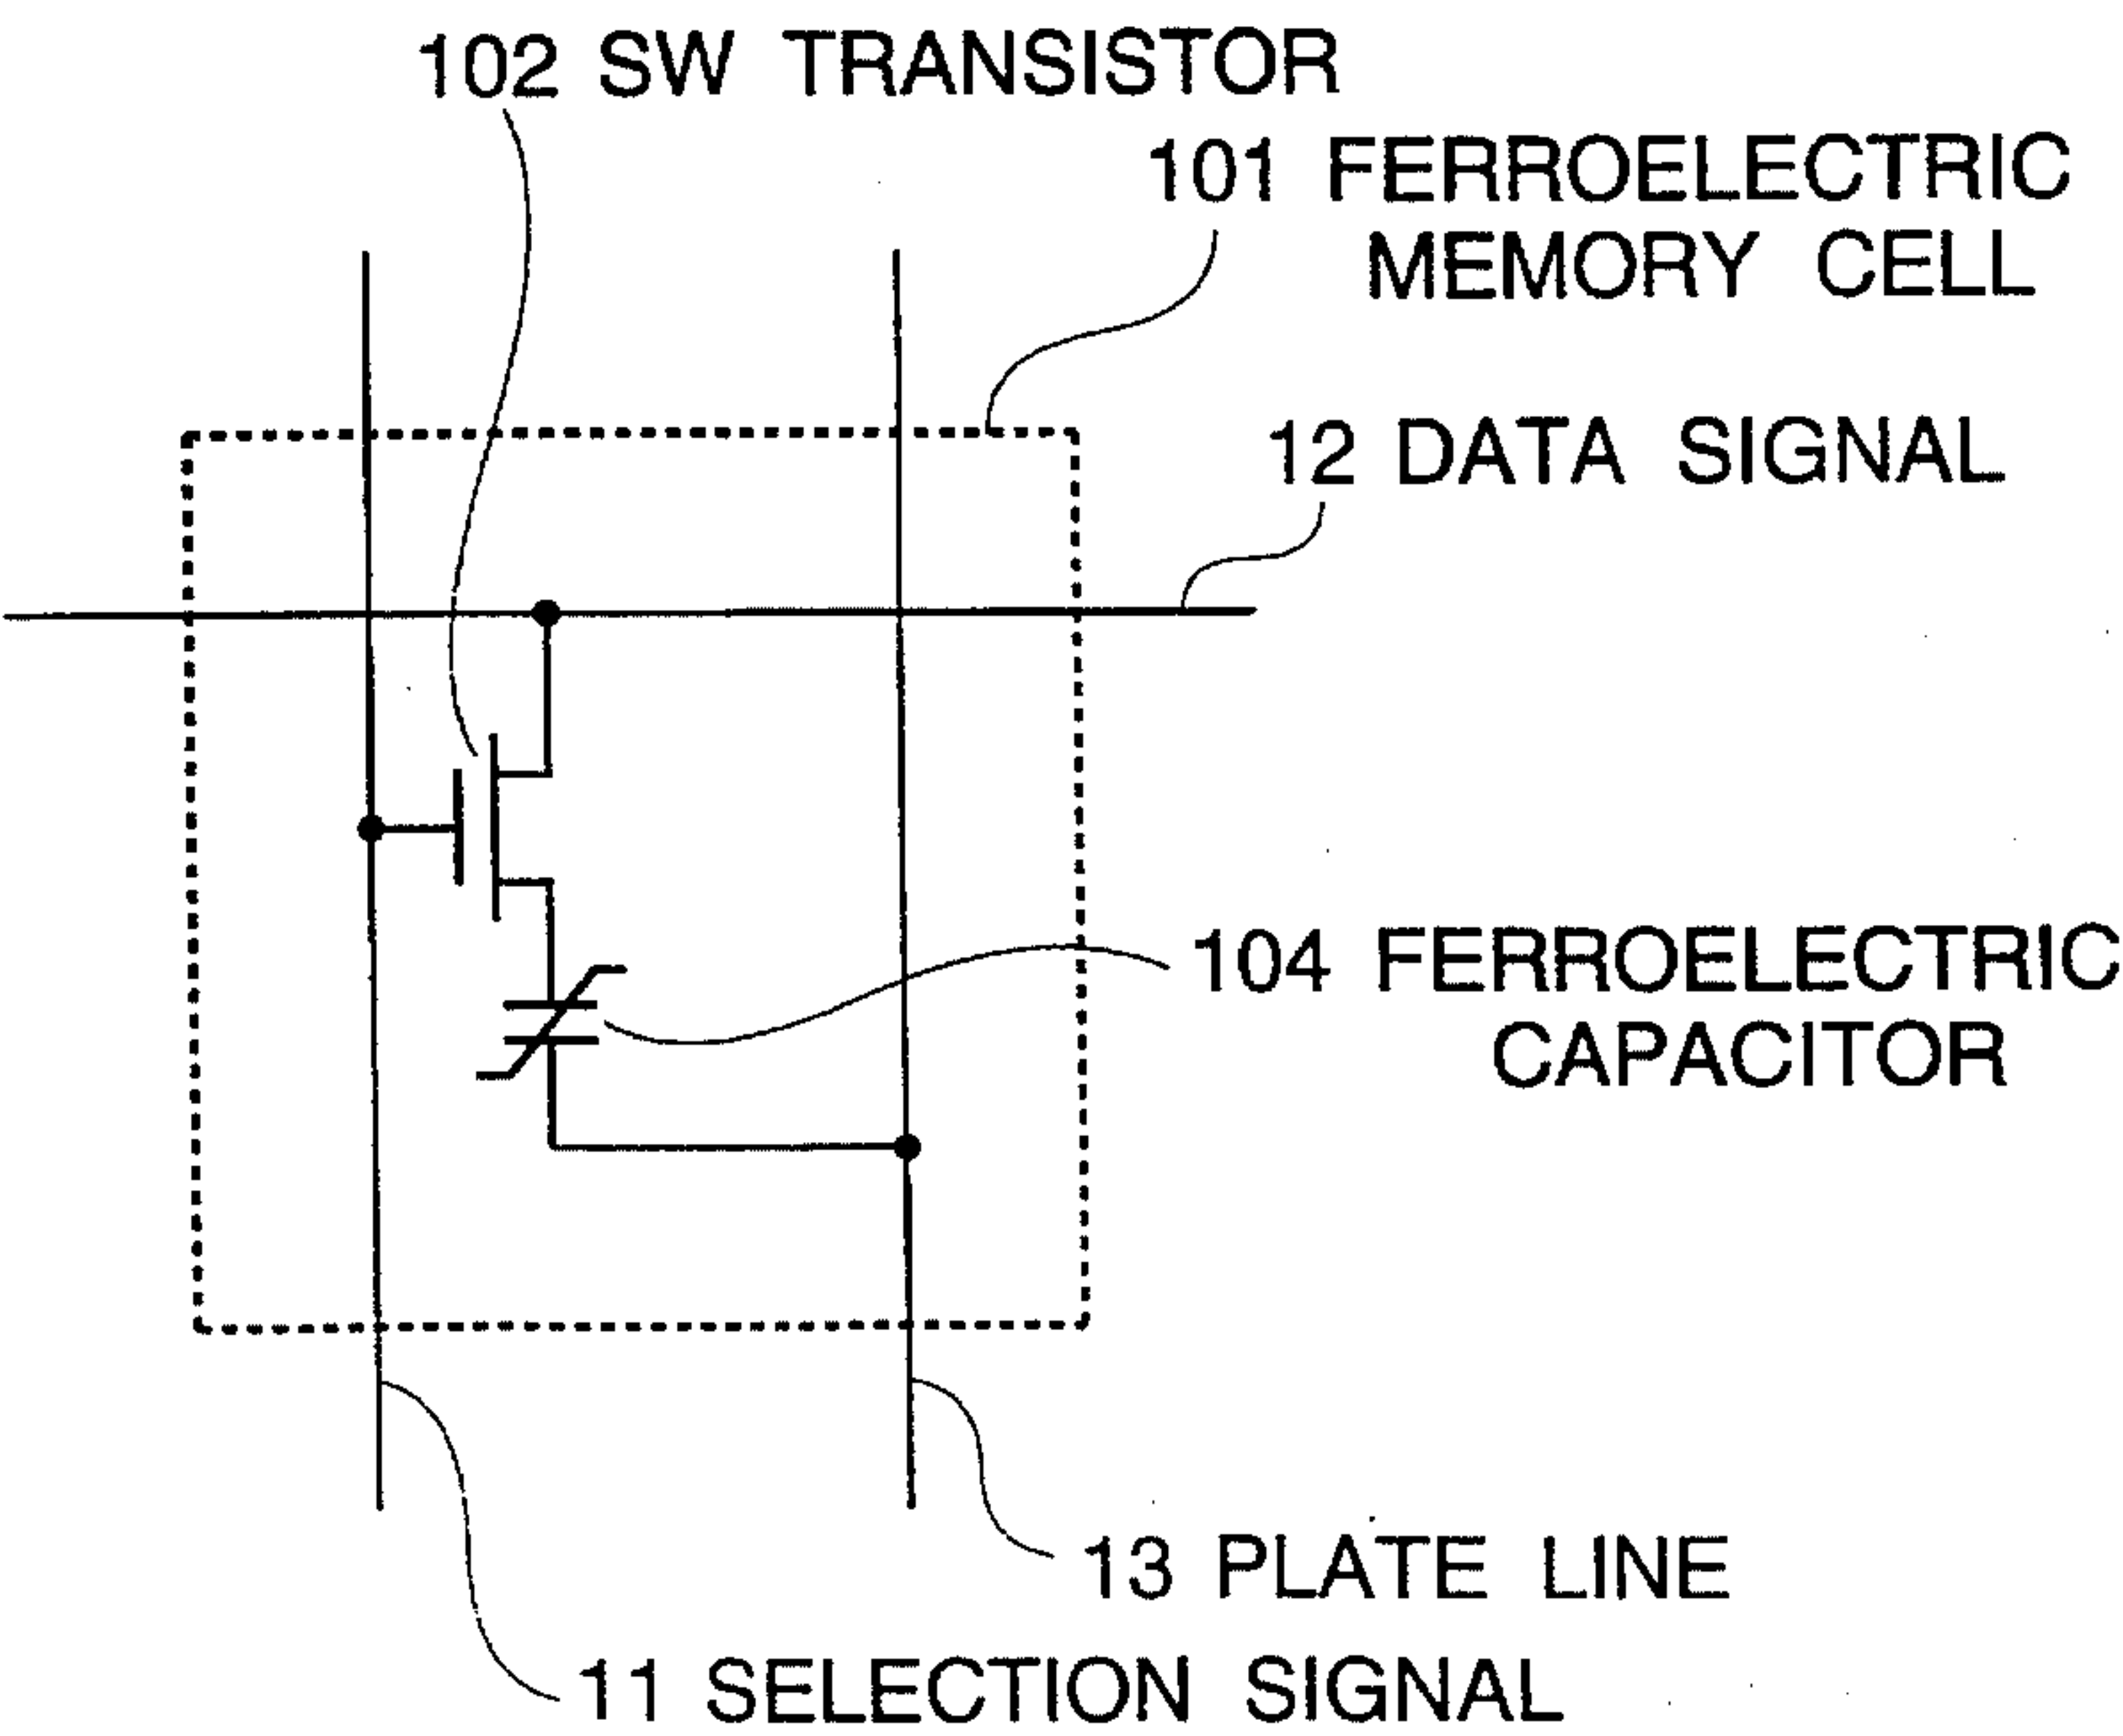 102 SW TRANSISTOR
101 FERROELECTRIC
MEMORY CELL
12 DATA SIGNAL
104 FERROELECTRIC
CAPACITOR
13 PLATE LINE
11 SELECTION SIGNAL